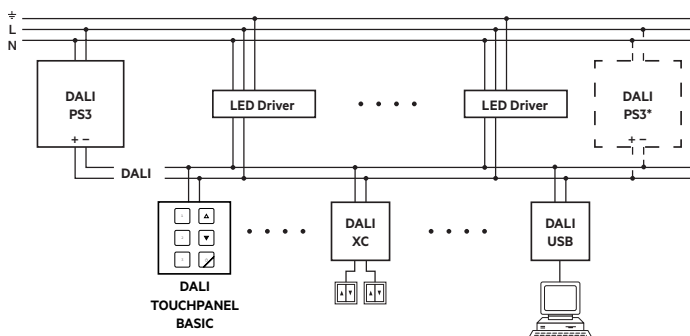 L
N
DALI
PS3
+ −
LED Driver
LED Driver
DALI
PS3*
+ −
DALI
DALI
XC
DALI
USB
DALI
TOUCHPANEL
BASIC